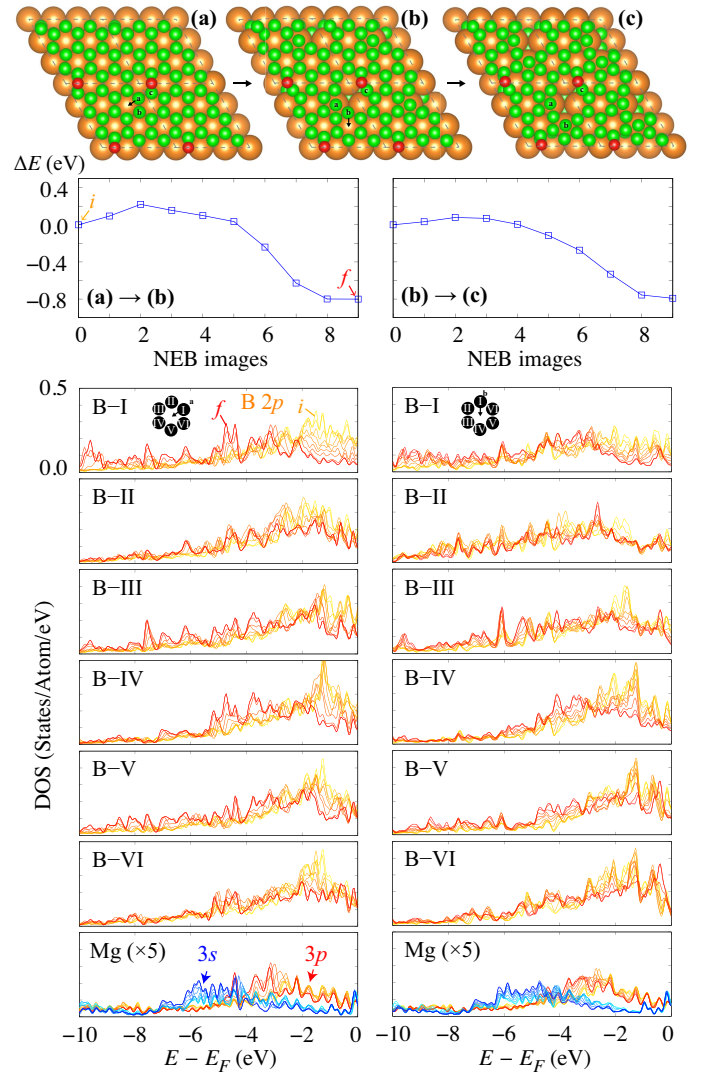 (a) (b) (c)
a c b
a b c
a b c
ΔE (eV)
0.4
0.0
−0.4
−0.8
i
f
(a) → (b)
(b) → (c)
0 2 4 6 8
0 2 4 6 8
NEB images
NEB images
DOS (States/Atom/eV)
0.5
0.0
B−I
II III I a IV V VI
f
B 2p
i
B−I
b II I VI III IV V
B−II
B−II
B−III
B−III
B−IV
B−IV
B−V
B−V
B−VI
B−VI
Mg (×5)
3s
3p
Mg (×5)
−10 −8 −6 −4 −2 0
−10 −8 −6 −4 −2 0
E − EF (eV)
E − EF (eV)